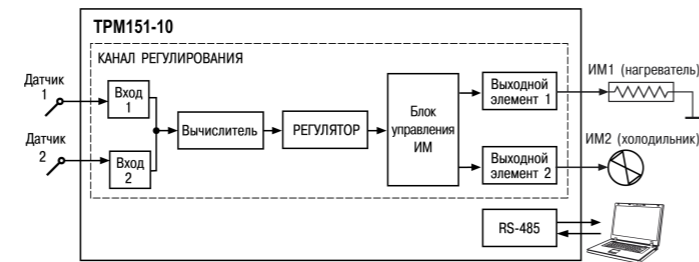 ТРМ151-10
КАНАЛ РЕГУЛИРОВАНИЯ
Датчик
1
Вход
1
Датчик
2
Вход
2
Вычислитель
РЕГУЛЯТОР
Блок
управления
ИМ
Выходной
элемент 1
ИМ1 (нагреватель)
Выходной
элемент 2
ИМ2 (холодильник)
RS-485